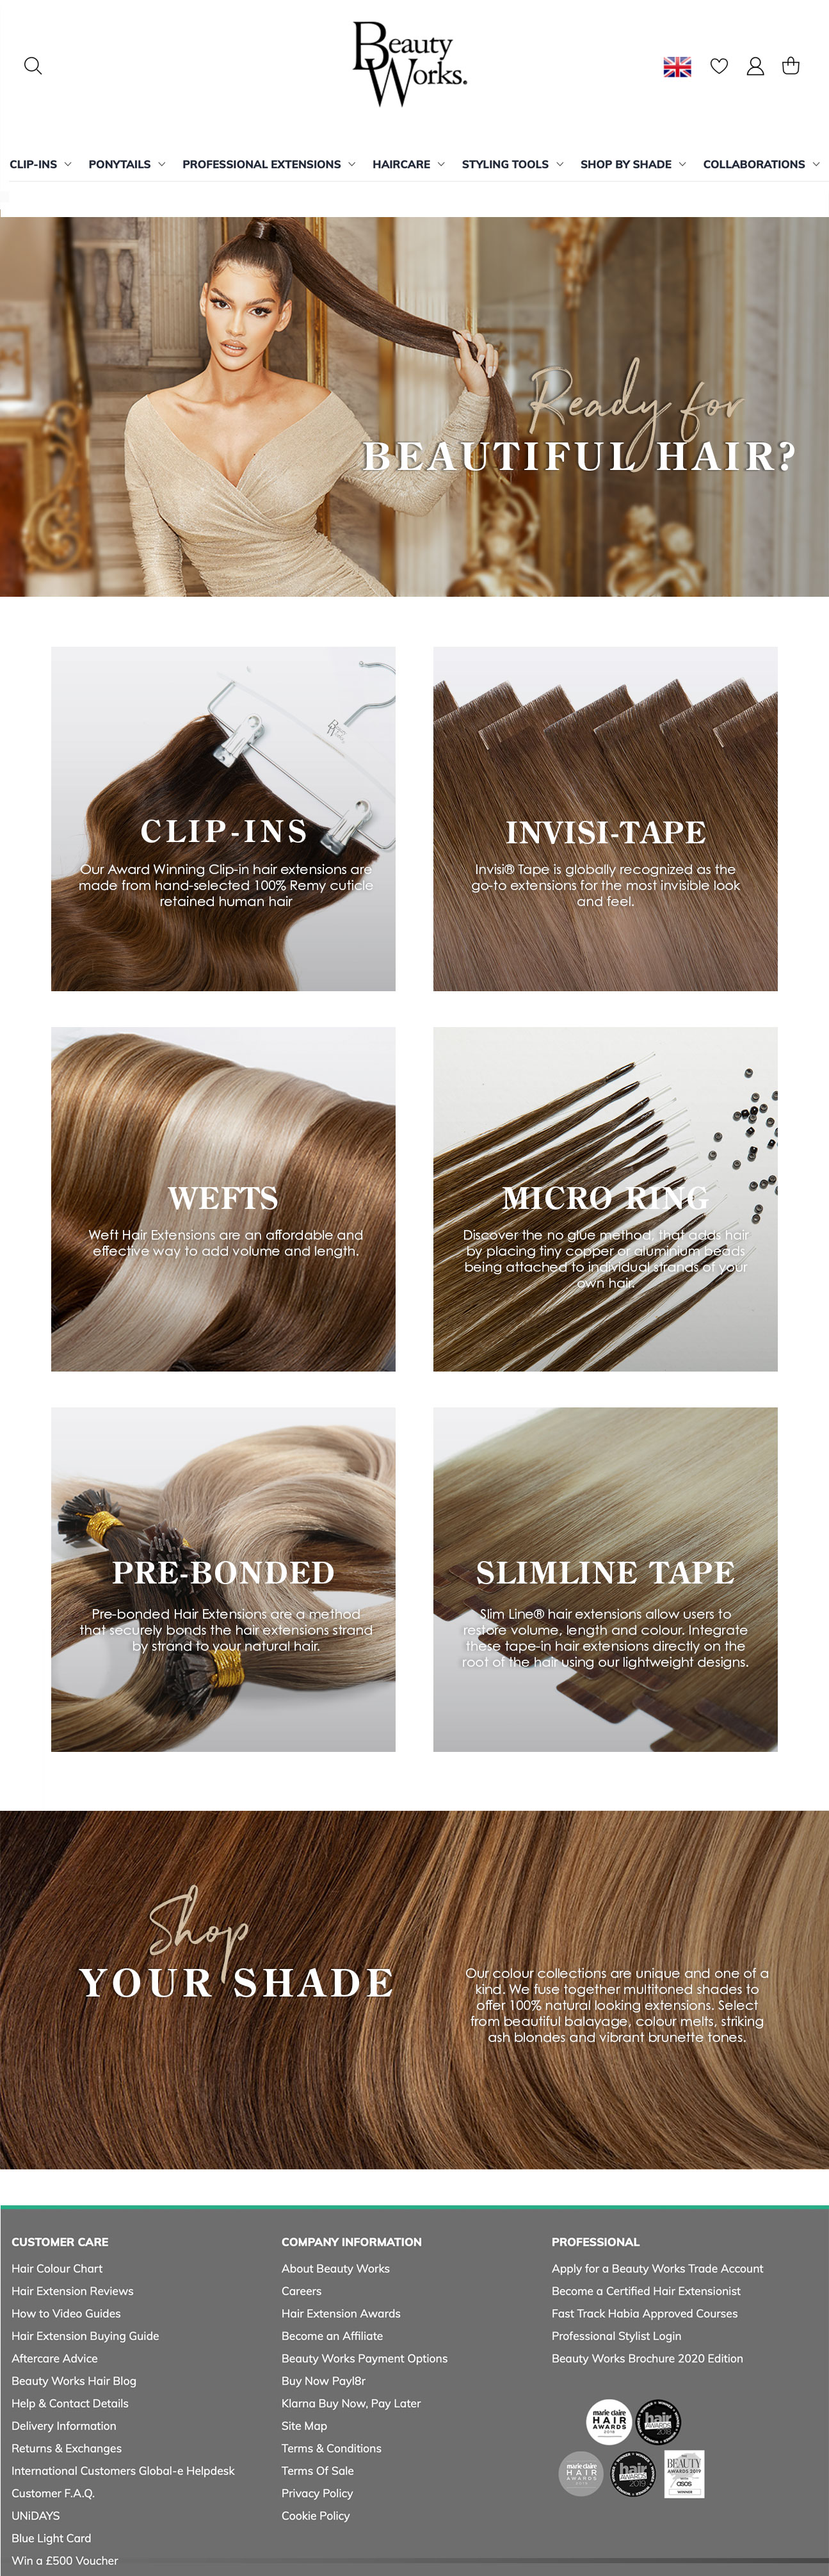 Beauty
Works.
CLIP-INS PONYTAILS PROFESSIONAL EXTENSIONS HAIRCARE STYLING TOOLS SHOP BY SHADE COLLABORATIONS
Ready for
BEAUTIFUL HAIR?
CLIP-INS
Our Award Winning Clip-in hair extensions are
made from hand-selected 100% Remy cuticle
retained human hair
INVISI-TAPE
Invisi® Tape is globally recognized as the
go-to extensions for the most invisible look
and feel.
WEFTS
Weft Hair Extensions are an affordable and
effective way to add volume and length.
MICRO RING
Discover the no glue method, that adds hair
by placing tiny copper or aluminium beads
being attached to individual strands of your
own hair.
PRE-BONDED
Pre-bonded Hair Extensions are a method
that securely bonds the hair extensions strand
by strand to your natural hair.
SLIMLINE TAPE
Slim Line® hair extensions allow users to
restore volume, length and colour. Integrate
these tape-in hair extensions directly on the
root of the hair using our lightweight designs.
Shop
YOUR SHADE
Our colour collections are unique and one of a
kind. We fuse together multitoned shades to
offer 100% natural looking extensions. Select
from beautiful balayage, colour melts, striking
ash blondes and vibrant brunette tones.
CUSTOMER CARE
Hair Colour Chart
Hair Extension Reviews
How to Video Guides
Hair Extension Buying Guide
Aftercare Advice
Beauty Works Hair Blog
Help & Contact Details
Delivery Information
Returns & Exchanges
International Customers Global-e Helpdesk
Customer F.A.Q.
UNiDAYS
Blue Light Card
Win a £500 Voucher
COMPANY INFORMATION
About Beauty Works
Careers
Hair Extension Awards
Become an Affiliate
Beauty Works Payment Options
Buy Now Payl8r
Klarna Buy Now, Pay Later
Site Map
Terms & Conditions
Terms Of Sale
Privacy Policy
Cookie Policy
PROFESSIONAL
Apply for a Beauty Works Trade Account
Become a Certified Hair Extensionist
Fast Track Habia Approved Courses
Professional Stylist Login
Beauty Works Brochure 2020 Edition
marie claire
HAIR
AWARDS
hair
AWARDS
2018
marie claire
HAIR
AWARDS
hair
AWARDS
2019
BEAUTY
AWARDS 2019
asos
WINNER